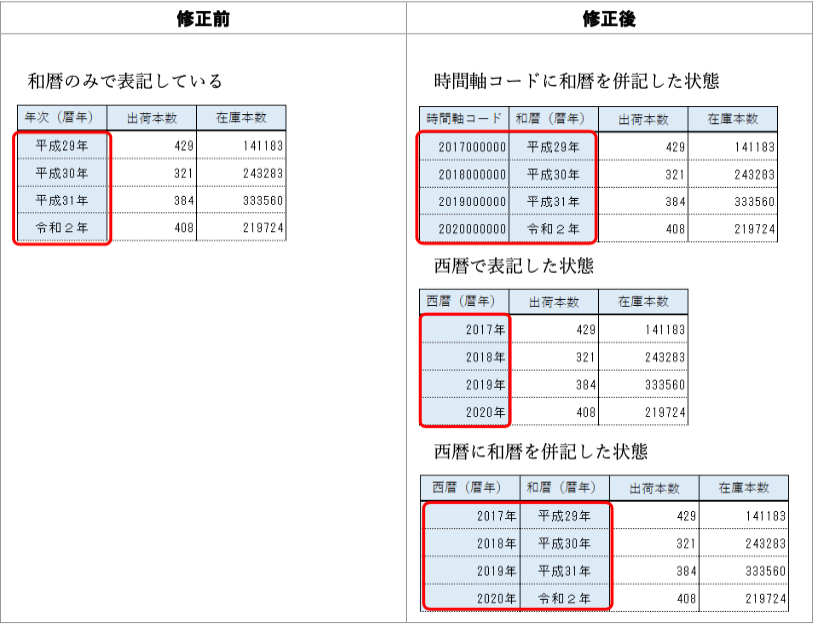 修正前
修正後
和暦のみで表記している
年次（暦年） 出荷本数 在庫本数
平成29年 429 141183
平成30年 321 243283
平成31年 384 333560
令和２年 408 219724
時間軸コードに和暦を併記した状態
時間軸コード 和暦（暦年） 出荷本数 在庫本数
2017000000 平成29年 429 141183
2018000000 平成30年 321 243283
2019000000 平成31年 384 333560
2020000000 令和２年 408 219724
西暦で表記した状態
西暦（暦年） 出荷本数 在庫本数
2017年 429 141183
2018年 321 243283
2019年 384 333560
2020年 408 219724
西暦に和暦を併記した状態
西暦（暦年） 和暦（暦年） 出荷本数 在庫本数
2017年 平成29年 429 141183
2018年 平成30年 321 243283
2019年 平成31年 384 333560
2020年 令和２年 408 219724